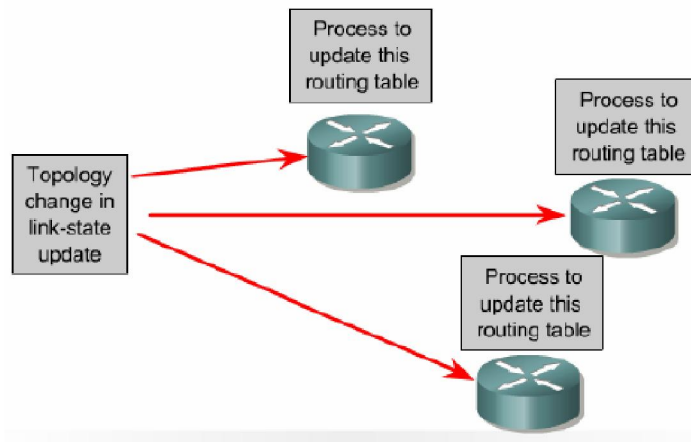 Process to
update this
routing table
Process to
update this
routing table
Topology
change in
link-state
update
Process to
update this
routing table